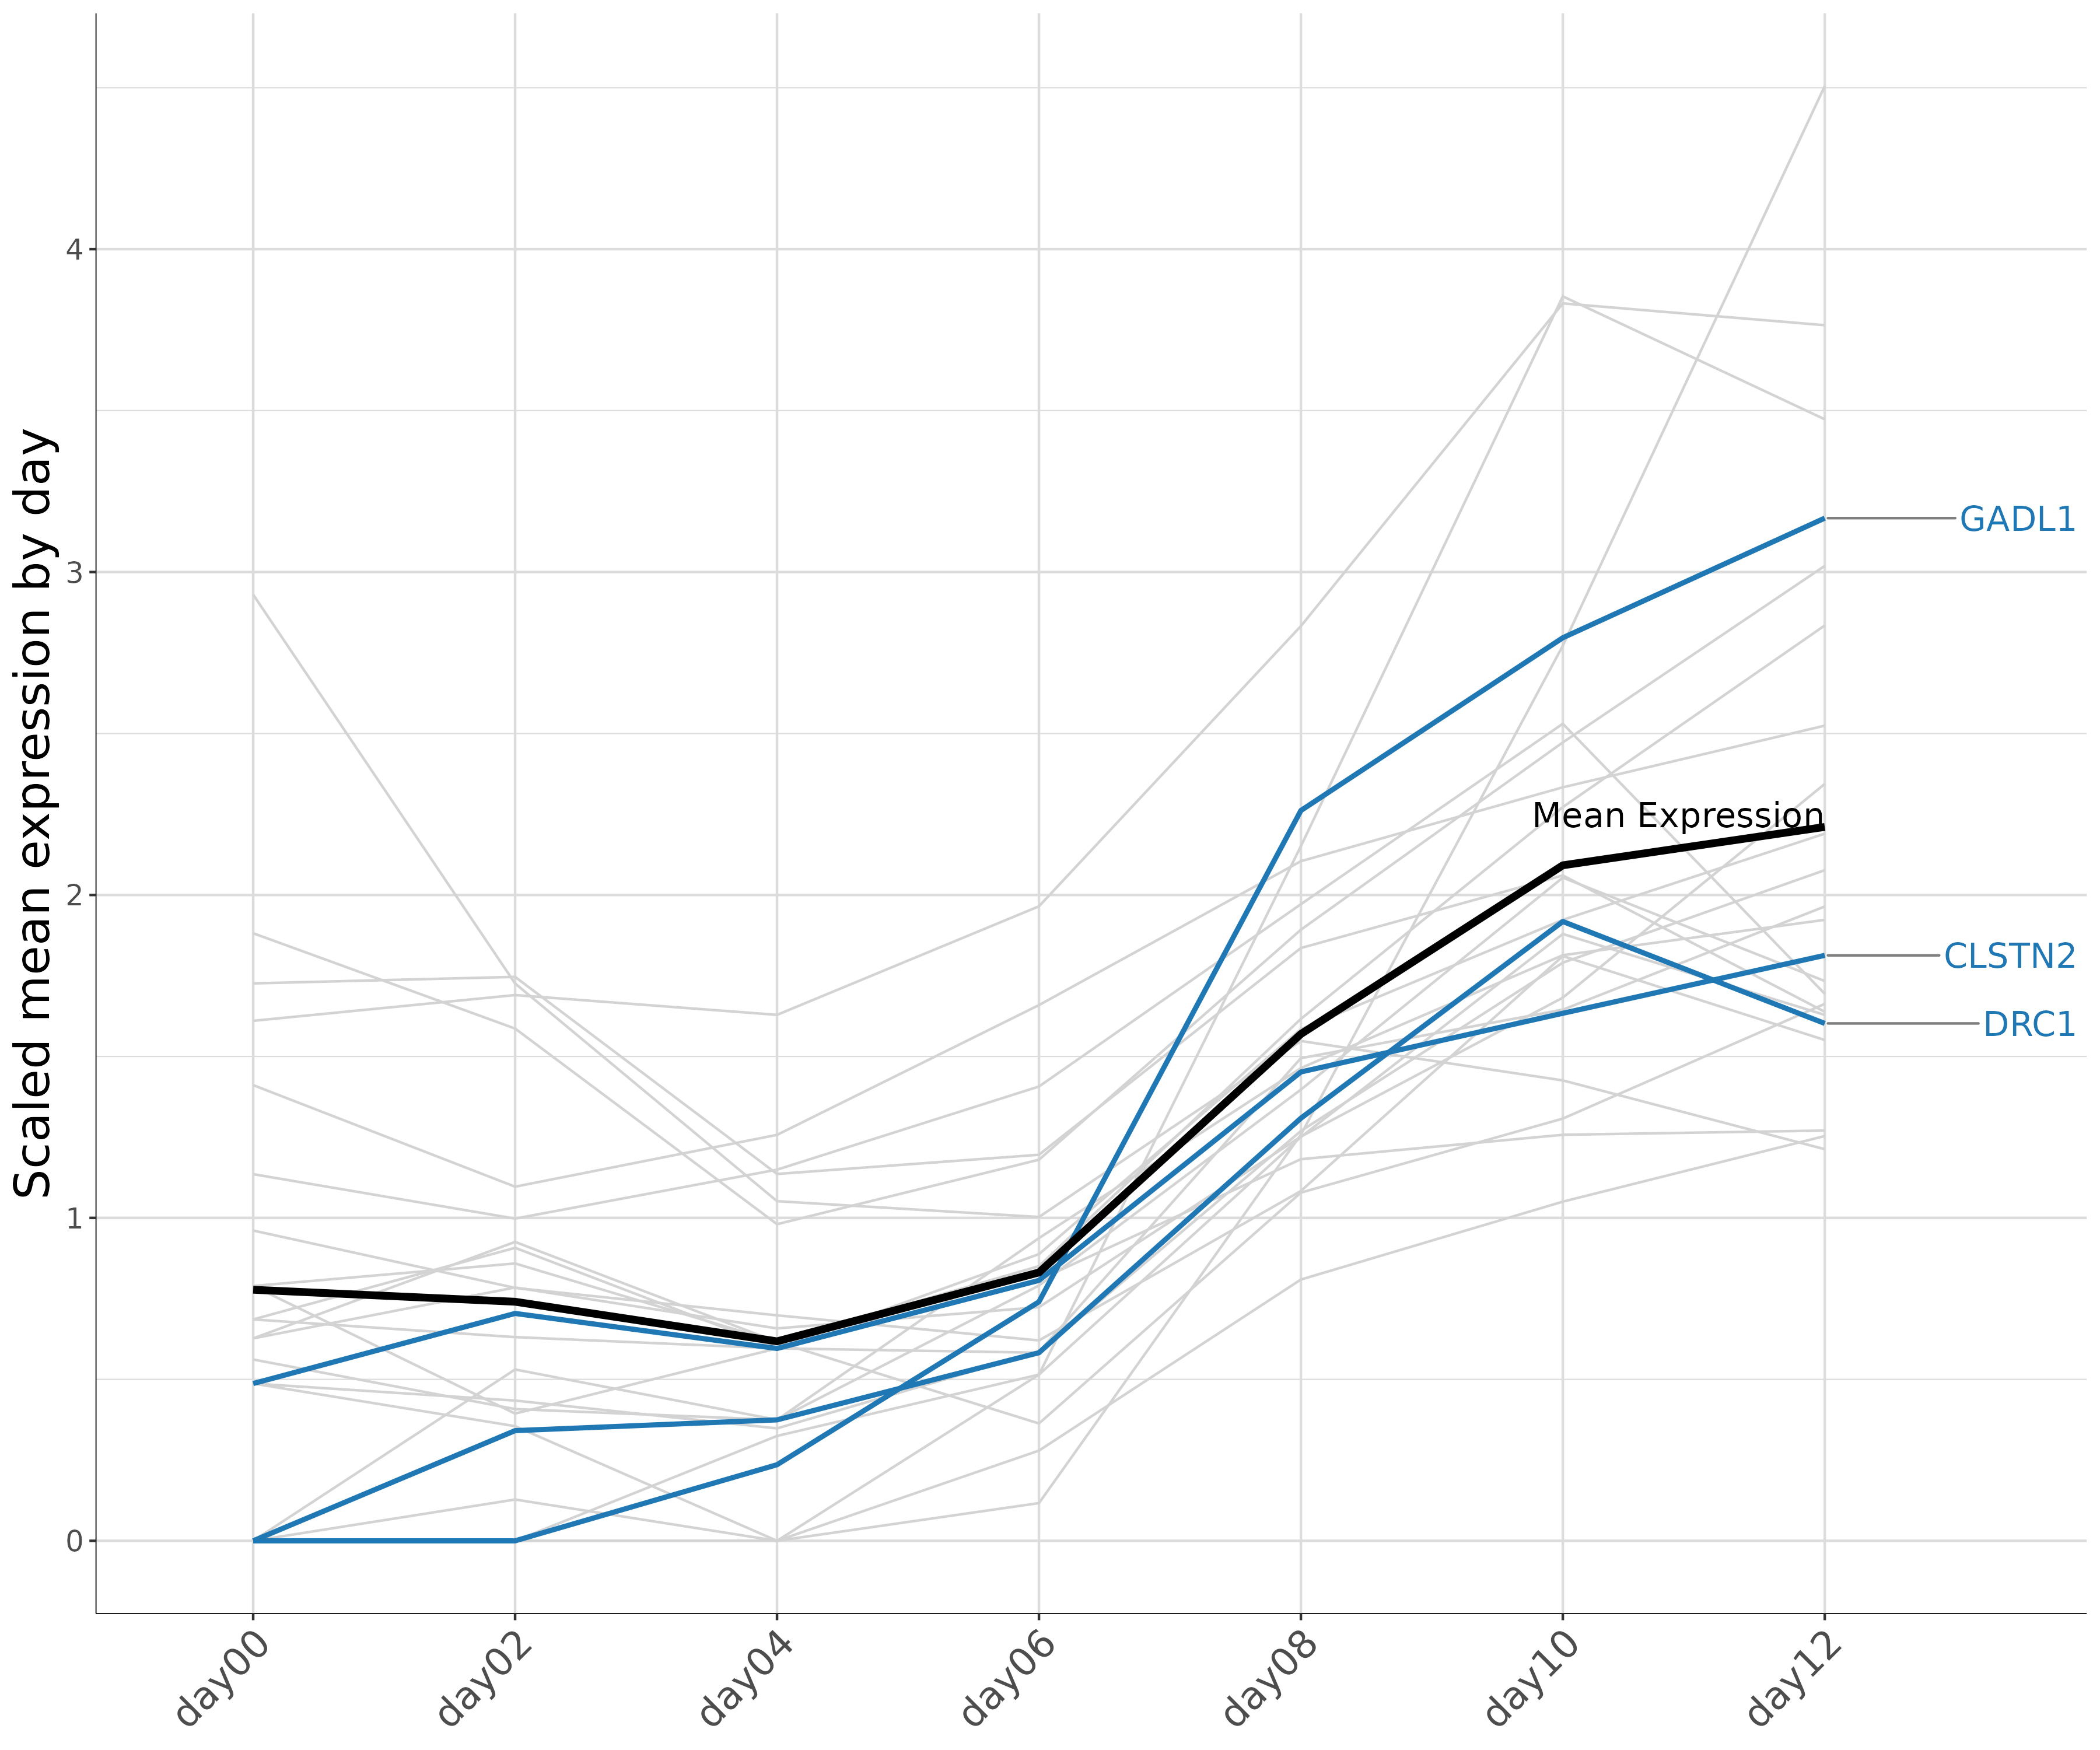 Scaled mean expression by day
4
3
2
1
0
GADL1
Mean Expression
CLSTN2
DRC1
day00
day02
day04
day06
day08
day10
day12